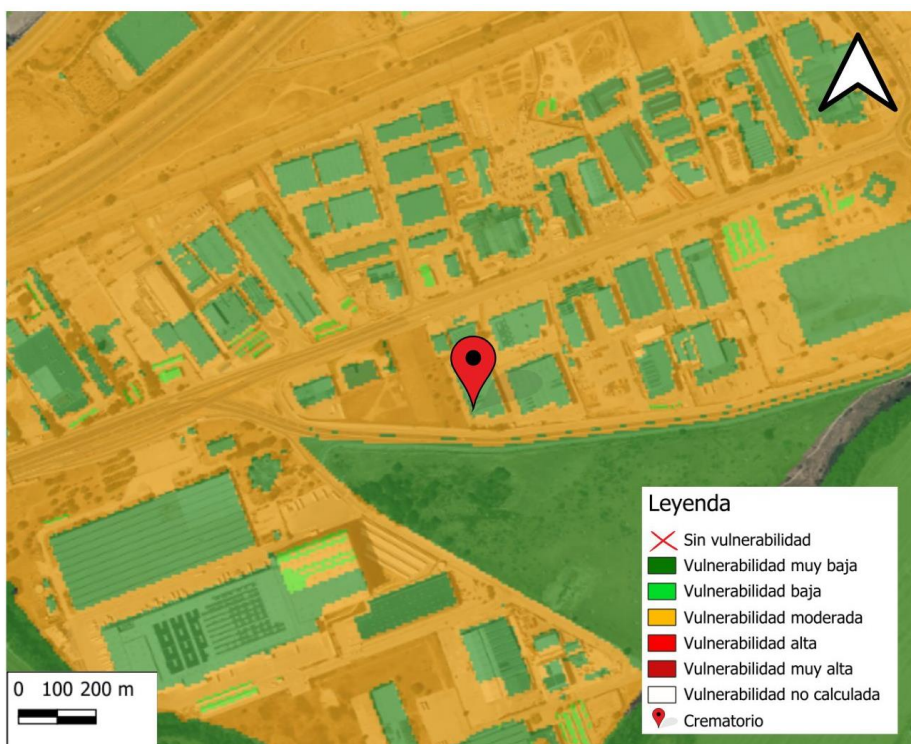 Leyenda
Sin vulnerabilidad
Vulnerabilidad muy baja
Vulnerabilidad baja
Vulnerabilidad moderada
Vulnerabilidad alta
Vulnerabilidad muy alta
Vulnerabilidad no calculada
Crematorio
0 100 200 m